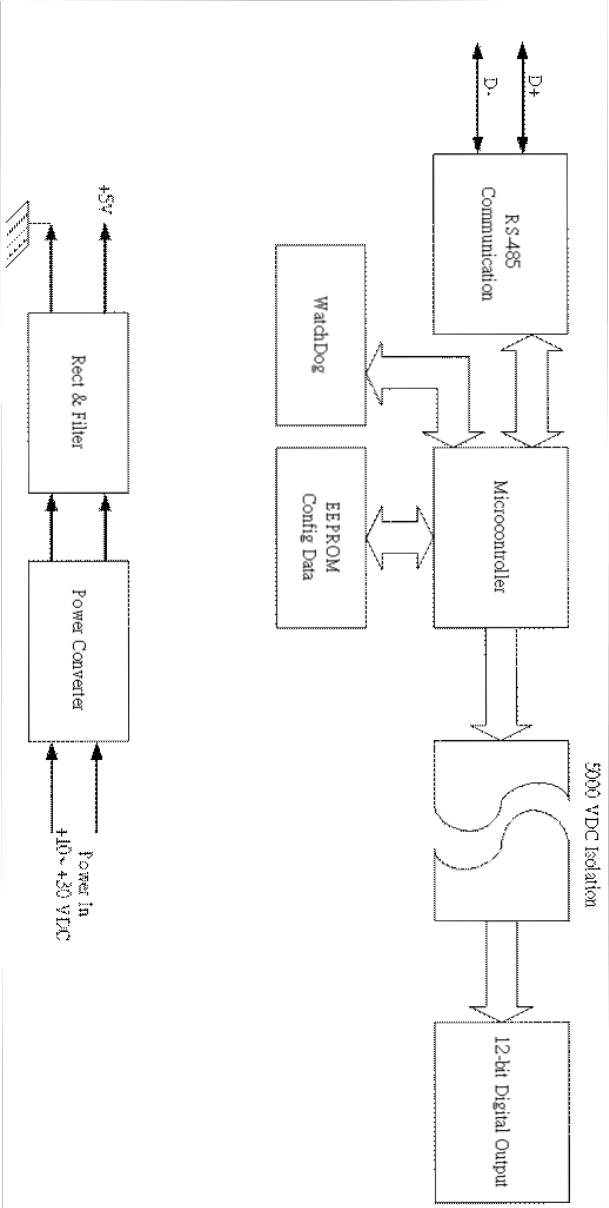 5000 VDC Isolation
D+
D-
RS-485
Communication
Microcontroller
12-bit Digital Output
WatchDog
EEPROM
Config Data
+5V
Rect & Filter
Power Converter
Power in
+10~ +30 VDC